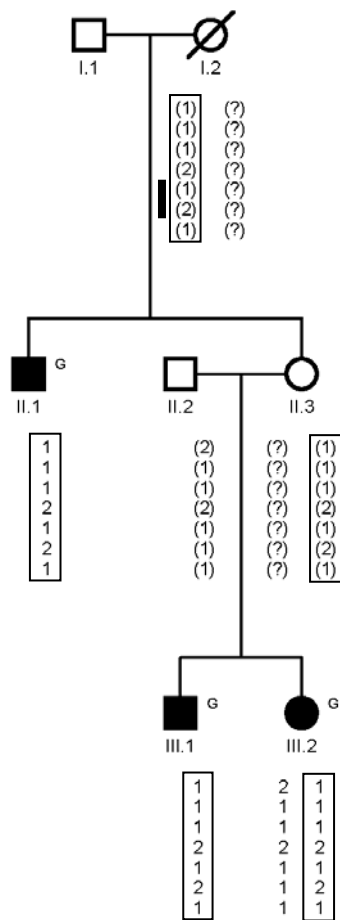 I.1 I.2
(1) (?)
(1) (?)
(1) (?)
(2) (?)
(1) (?)
(2) (?)
(1) (?)
G
II.1 II.2 II.3
1 (2) (?) (1)
1 (1) (?) (1)
1 (1) (?) (1)
2 (2) (?) (2)
1 (1) (?) (1)
2 (1) (?) (2)
1 (1) (?) (1)
G G
III.1 III.2
1 2 1
1 1 1
1 1 1
2 2 2
1 1 1
2 1 2
1 1 1